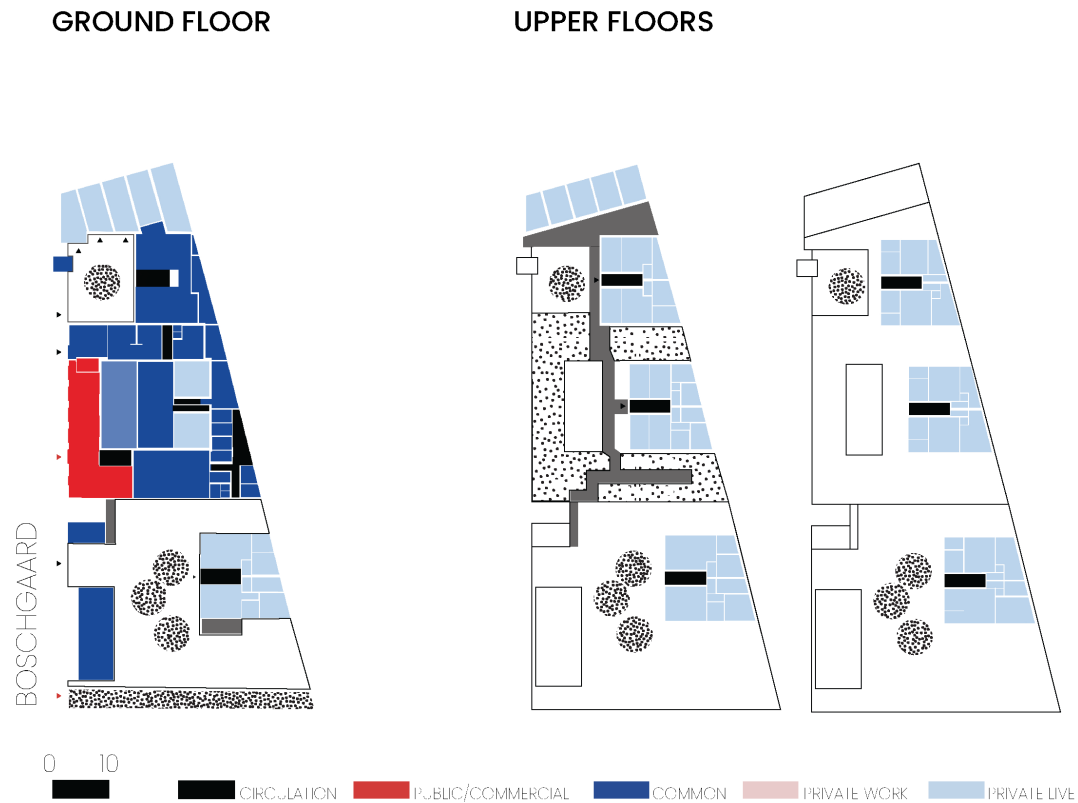 GROUND FLOOR
UPPER FLOORS
BOSCHGAARD
0 10
CIRCULATION
PUBLIC/COMMERCIAL
COMMON
PRIVATE WORK
PRIVATE LIVE